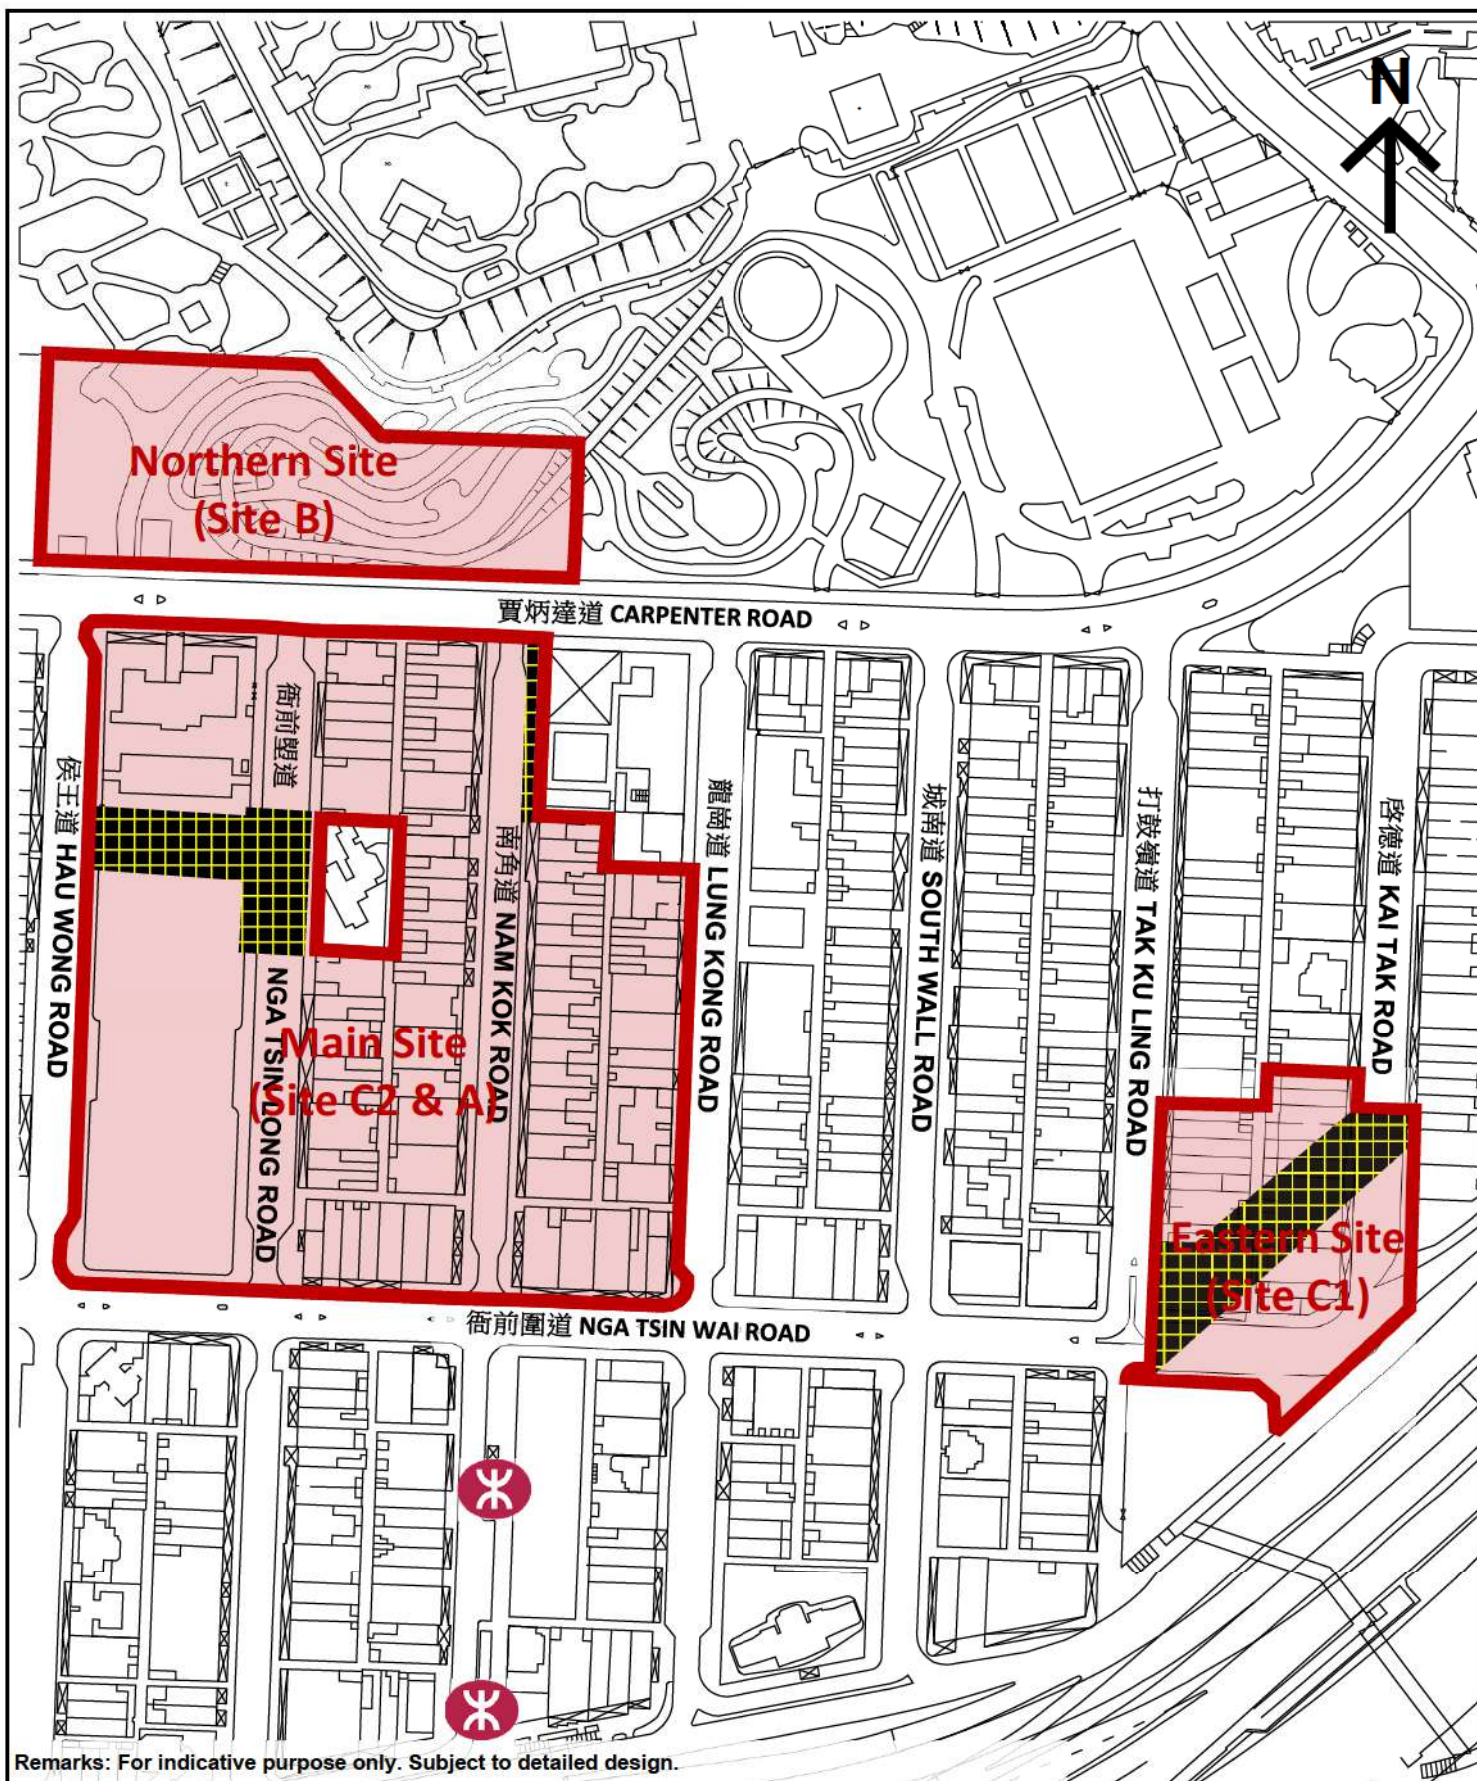 N
Northern Site
(Site B)
賈炳達道 CARPENTER ROAD
衙前塱道
侯王道 HAU WONG ROAD
南角道 NAM KOK ROAD
龍崗道 LUNG KONG ROAD
城南道 SOUTH WALL ROAD
打鼓嶺道 TAK KU LING ROAD
啓德道 KAI TAK ROAD
NGA TSIN LONG ROAD
Main Site
(Site C2 & A)
Eastern Site
(Site C1)
衙前圍道 NGA TSIN WAI ROAD
Remarks: For indicative purpose only. Subject to detailed design.